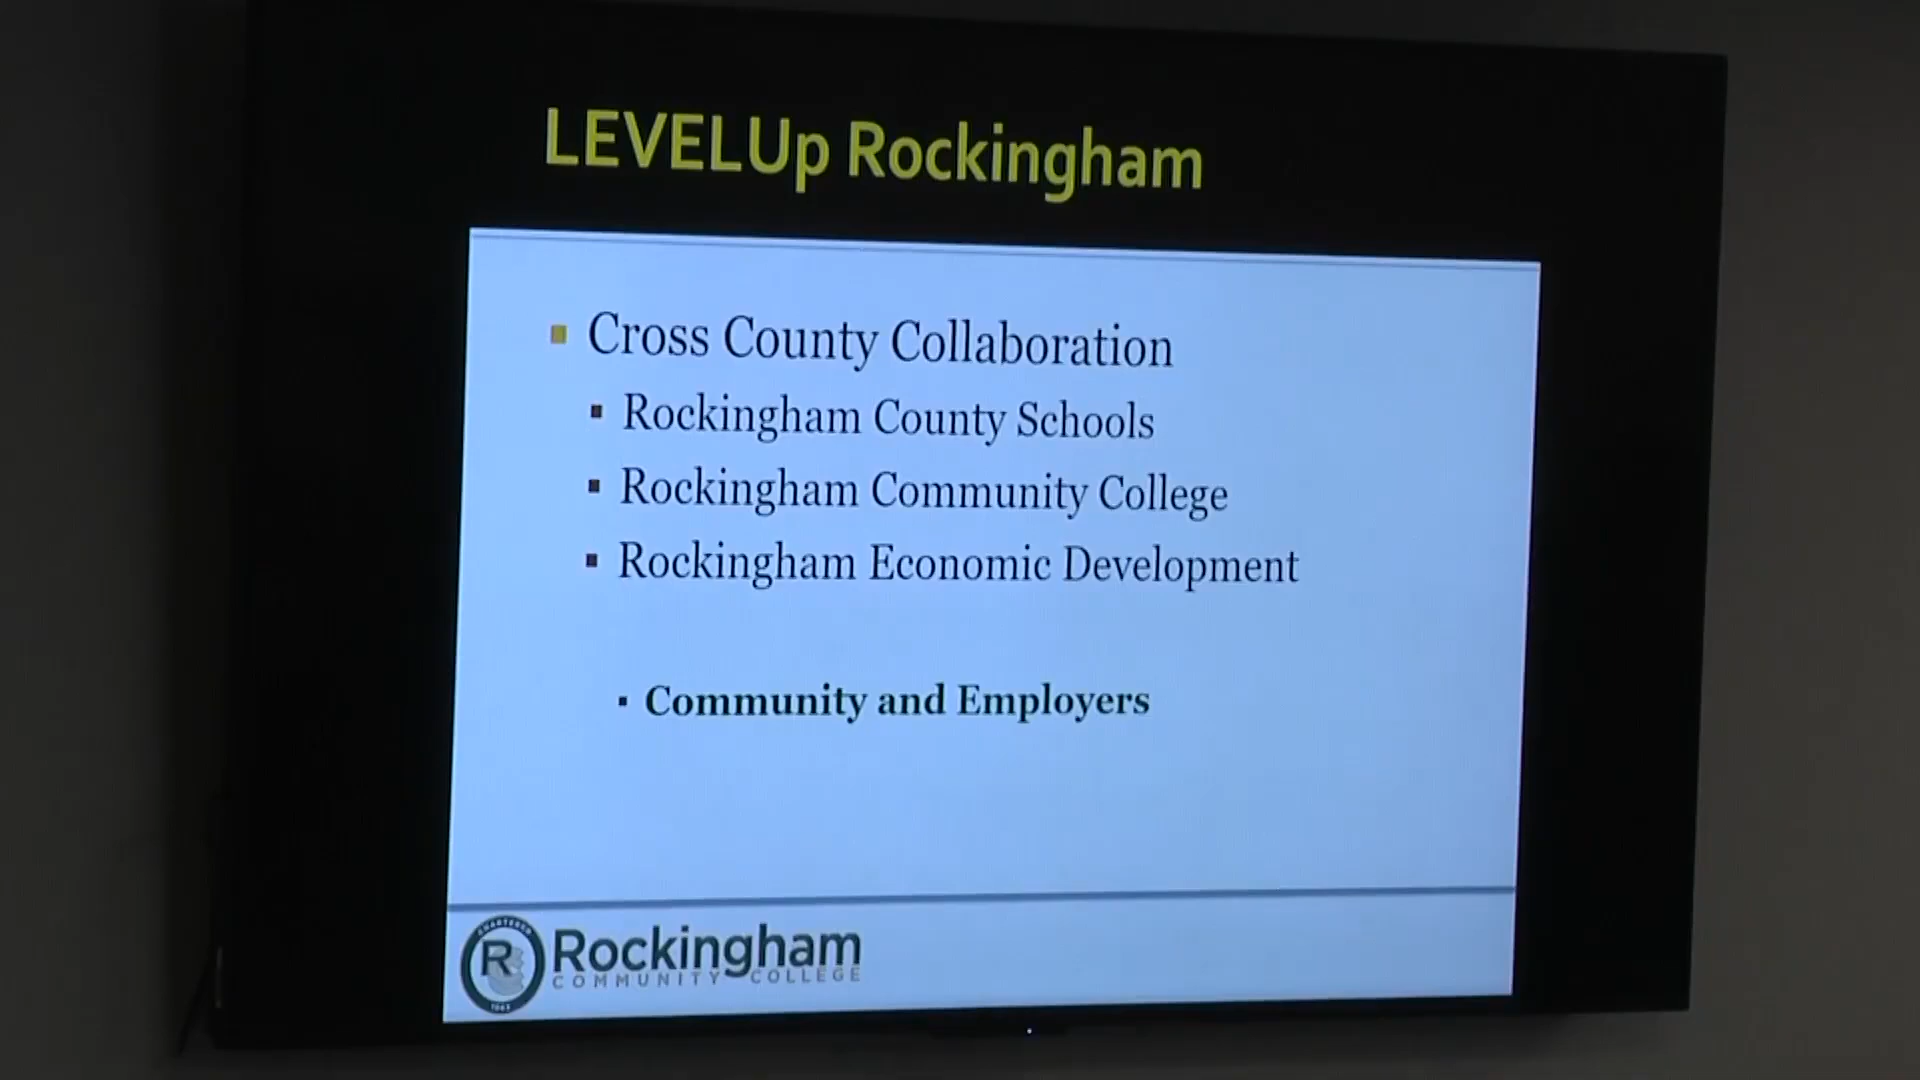 LEVELUp Rockingham
▪ Cross County Collaboration
▪ Rockingham County Schools
▪ Rockingham Community College
▪ Rockingham Economic Development
▪ Community and Employers
CHARTERED
R
Rockingham
COMMUNITY COLLEGE